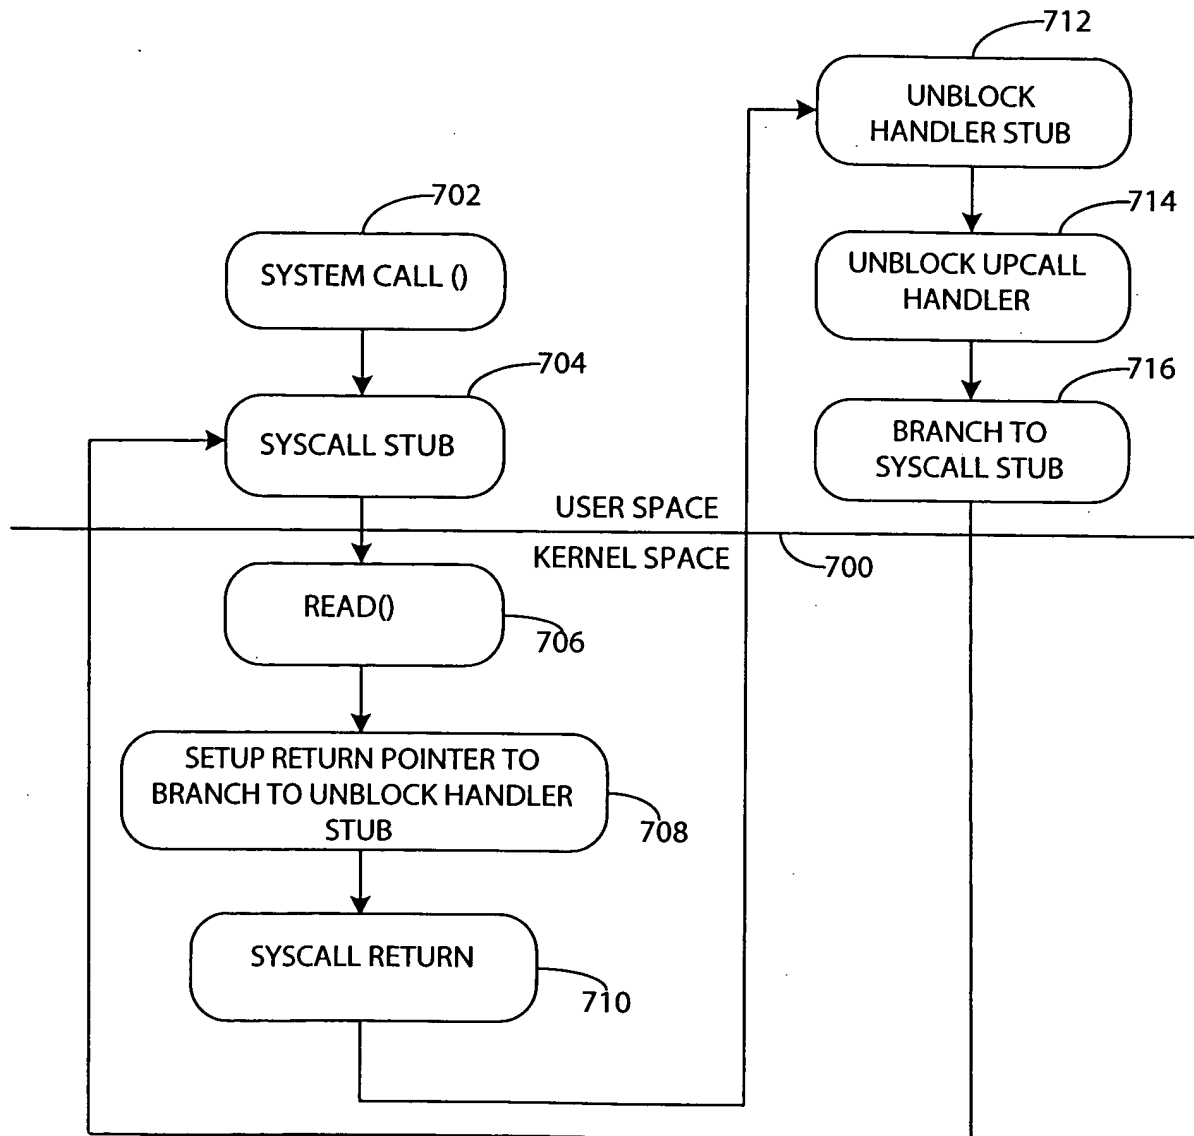 712
UNBLOCK
HANDLER STUB
702
714
SYSTEM CALL ()
UNBLOCK UPCALL
HANDLER
704
716
SYSCALL STUB
BRANCH TO
SYSCALL STUB
USER SPACE
KERNEL SPACE
700
READ()
706
SETUP RETURN POINTER TO
BRANCH TO UNBLOCK HANDLER
STUB
708
SYSCALL RETURN
710